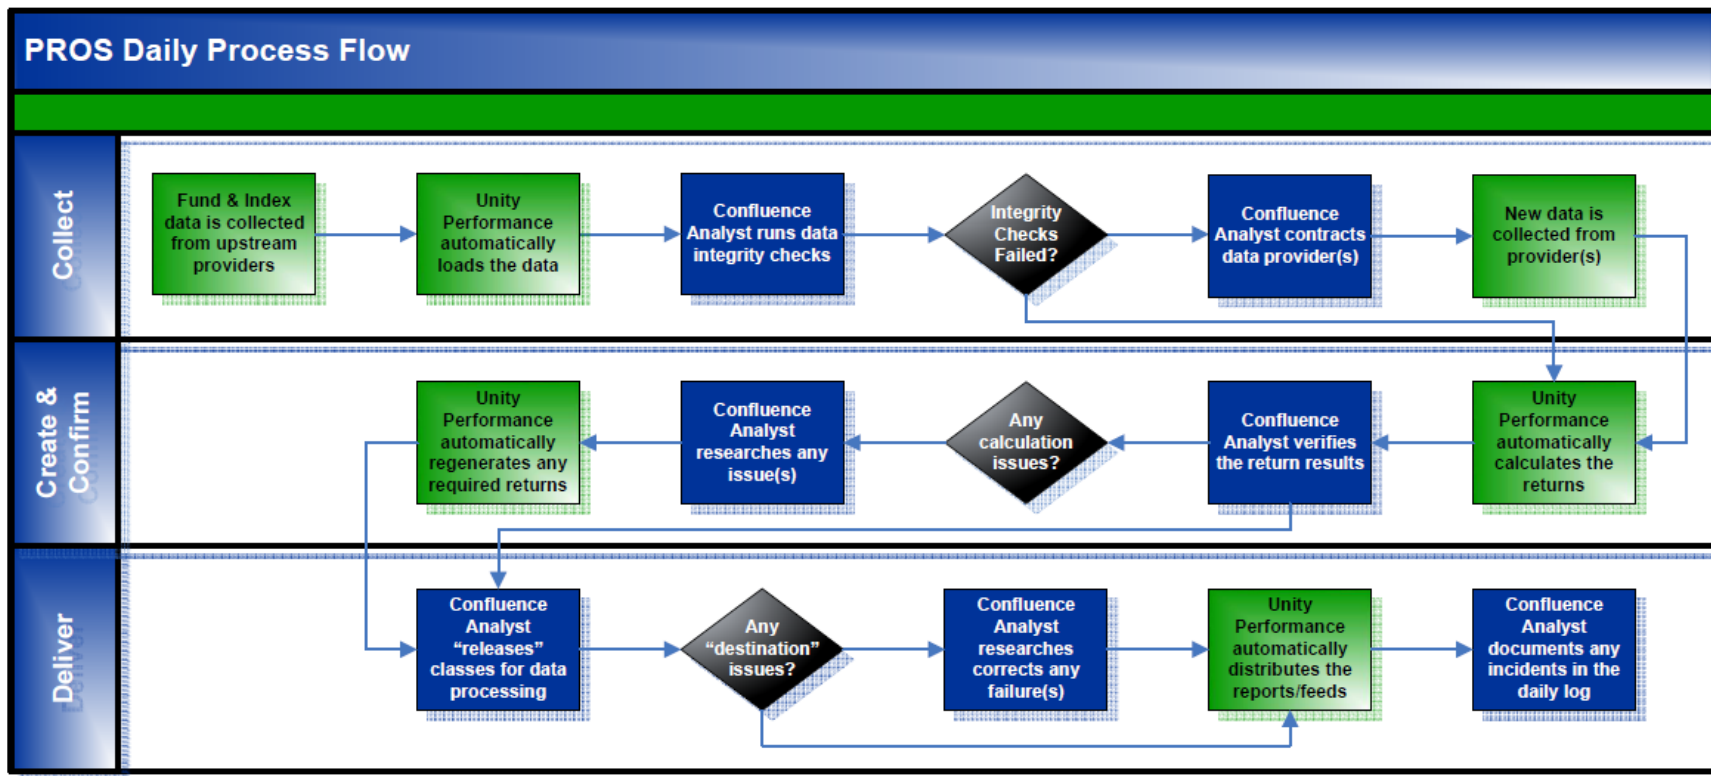 PROS Daily Process Flow
Collect
Fund & Index
data is collected
from upstream
providers
Unity
Performance
automatically
loads the data
Confluence
Analyst runs data
integrity checks
Integrity
Checks
Failed?
Confluence
Analyst contracts
data provider(s)
New data is
collected from
provider(s)
Create &
Confirm
Unity
Performance
automatically
regenerates any
required returns
Confluence
Analyst
researches any
issue(s)
Any
calculation
issues?
Confluence
Analyst verifies
the return results
Unity
Performance
automatically
calculates the
returns
Deliver
Confluence
Analyst
“releases”
classes for data
processing
Any
“destination”
issues?
Confluence
Analyst
researches
corrects any
failure(s)
Unity
Performance
automatically
distributes the
reports/feeds
Confluence
Analyst
documents any
incidents in the
daily log